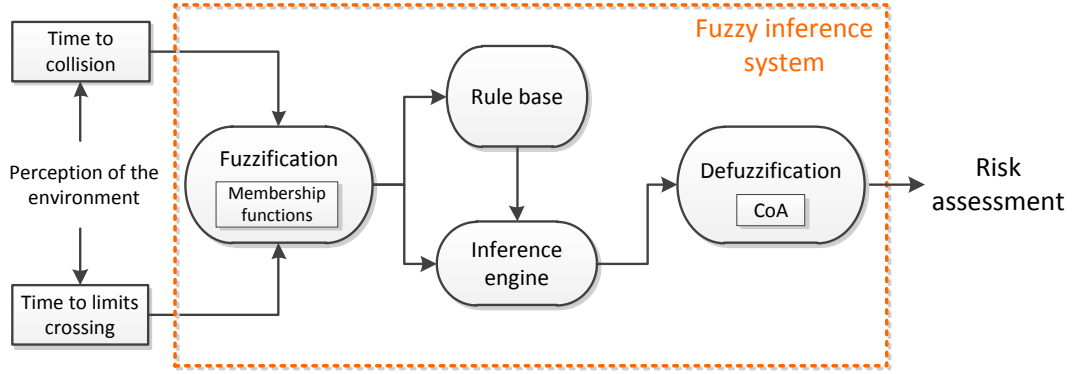 Time to
collision
Perception of the
environment
Time to limits
crossing
Fuzzy inference
system
Fuzzification
Membership
functions
Rule base
Inference
engine
Defuzzification
CoA
Risk
assessment